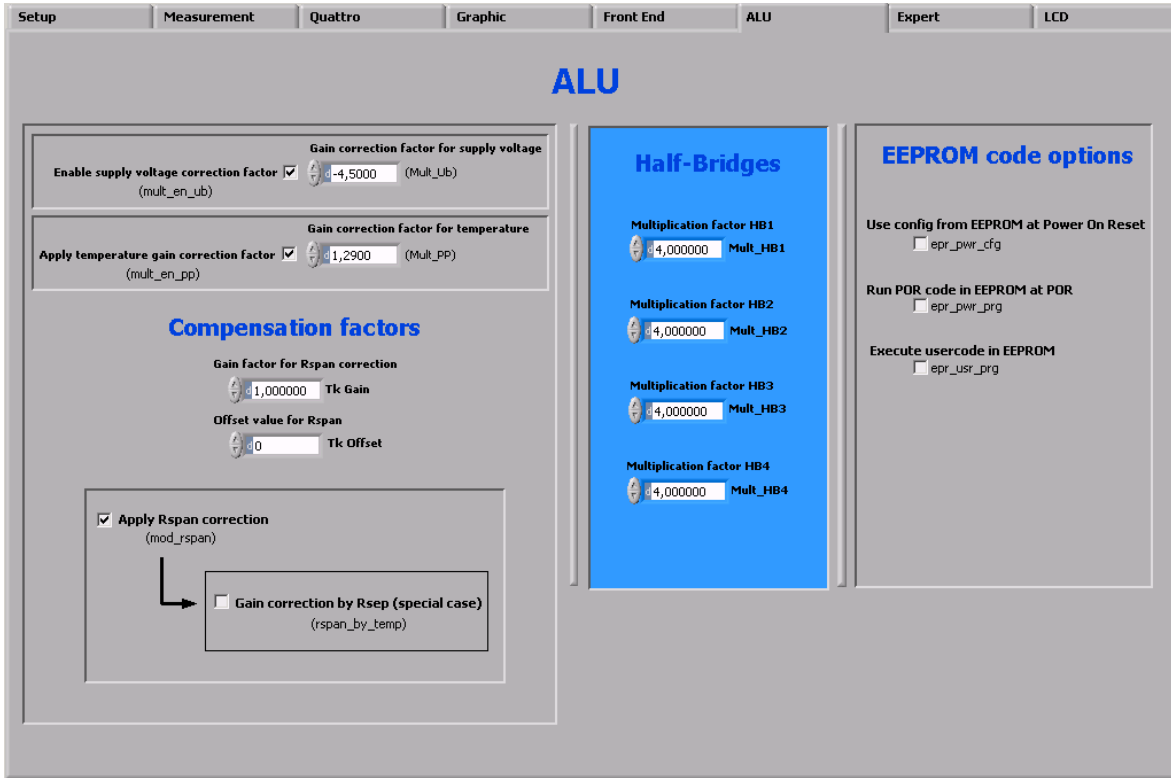 Setup
Measurement
Quattro
Graphic
Front End
ALU
Expert
LCD
ALU
Gain correction factor for supply voltage
Enable supply voltage correction factor
d -4,5000 (Mult_Ub)
(mult_en_ub)
Gain correction factor for temperature
Apply temperature gain correction factor
d 1,2900 (Mult_PP)
(mult_en_pp)
Compensation factors
Gain factor for Rspan correction
d 1,000000 Tk Gain
Offset value for Rspan
d 0 Tk Offset
Apply Rspan correction
(mod_rspan)
Gain correction by Rsep (special case)
(rspan_by_temp)
Half-Bridges
Multiplication factor HB1
d 4,000000 Mult_HB1
Multiplication factor HB2
d 4,000000 Mult_HB2
Multiplication factor HB3
d 4,000000 Mult_HB3
Multiplication factor HB4
d 4,000000 Mult_HB4
EEPROM code options
Use config from EEPROM at Power On Reset
epr_pwr_cfg
Run POR code in EEPROM at POR
epr_pwr_prg
Execute usercode in EEPROM
epr_usr_prg